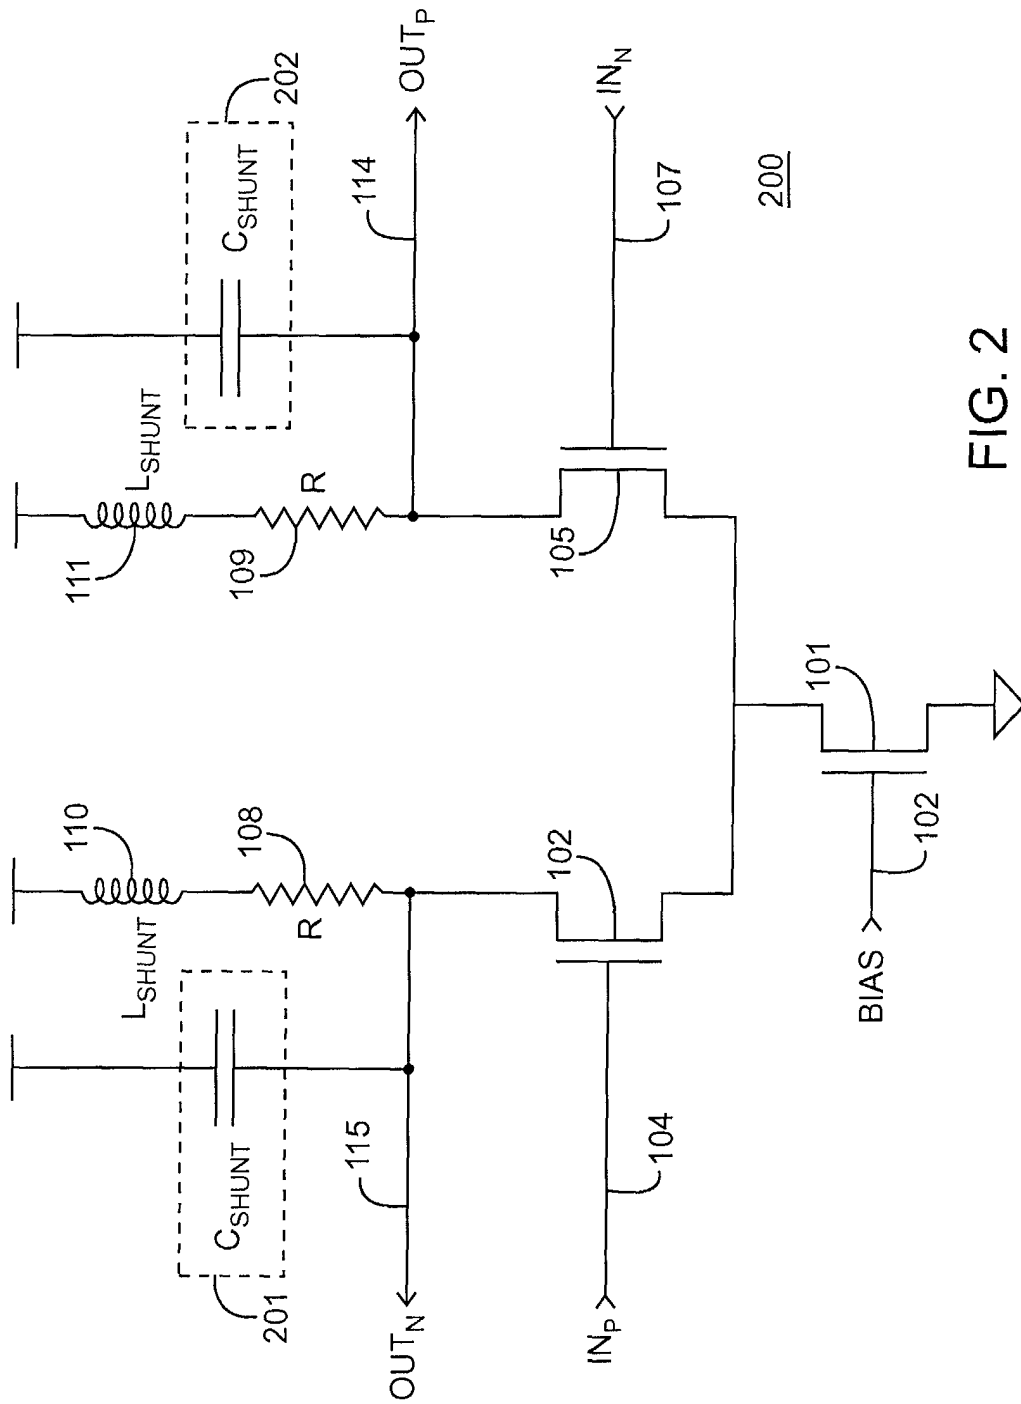 110
111
L_SHUNT
L_SHUNT
C_SHUNT
C_SHUNT
108
109
201
202
R
R
115
114
OUT_N
OUT_P
102
105
IN_P
IN_N
104
107
200
101
BIAS
102
FIG. 2